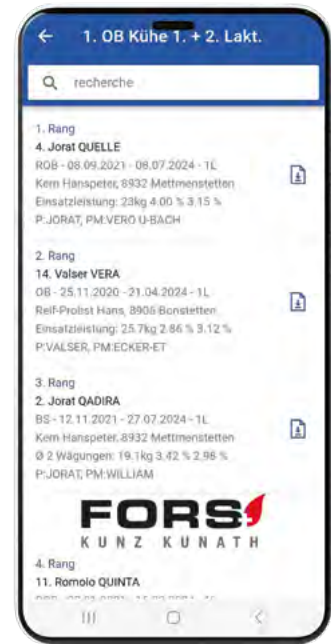 1. OB Kühe 1. + 2. Lakt.
recherche
1. Rang
4. Jorat QUELLE
ROB - 08.09.2021 - 08.07.2024 - 1L
Kern Hanspeter, 8932 Mettmenstetten
Einsatzleistung: 23kg 4.00 % 3.15 %
P:JORAT, PM:VERO U-BACH
2. Rang
14. Valser VERA
OB - 25.11.2020 - 21.04.2024 - 1L
Reif-Probst Hans, 8906 Bonstetten
Einsatzleistung: 25.7kg 2.86 % 3.12 %
P:VALSER, PM:ECKER-ET
3. Rang
2. Jorat QADIRA
BS - 12.11.2021 - 27.07.2024 - 1L
Kern Hanspeter, 8932 Mettmenstetten
Ø 2 Wägungen: 19.1kg 3.42 % 2.98 %
P:JORAT, PM:WILLIAM
FORS
KUNZ KUNATH
4. Rang
11. Romolo QUINTA